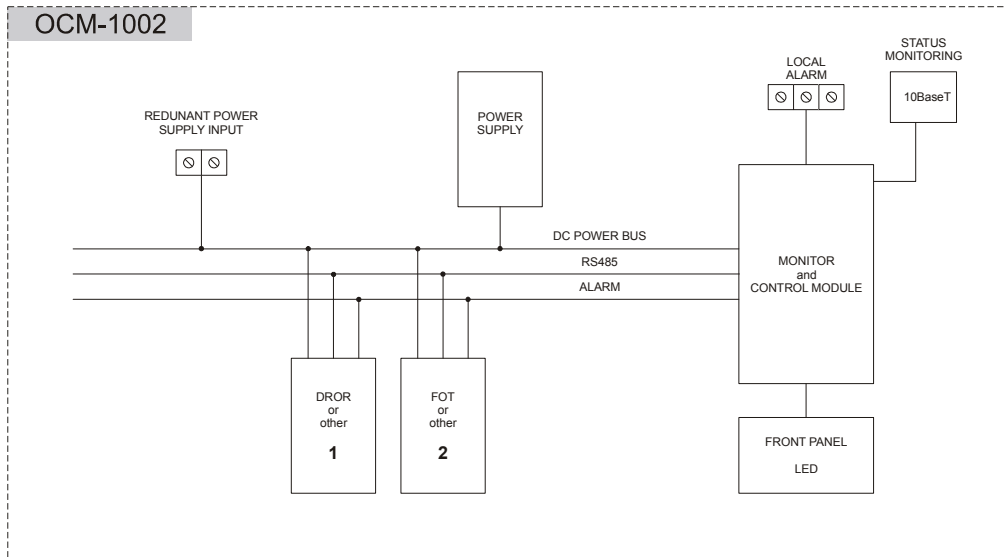 OCM-1002
STATUS
MONITORING
LOCAL
ALARM
10BaseT
REDUNANT POWER
SUPPLY INPUT
POWER
SUPPLY
DC POWER BUS
RS485
ALARM
MONITOR
and
CONTROL MODULE
DROR
or
other
1
FOT
or
other
2
FRONT PANEL
LED